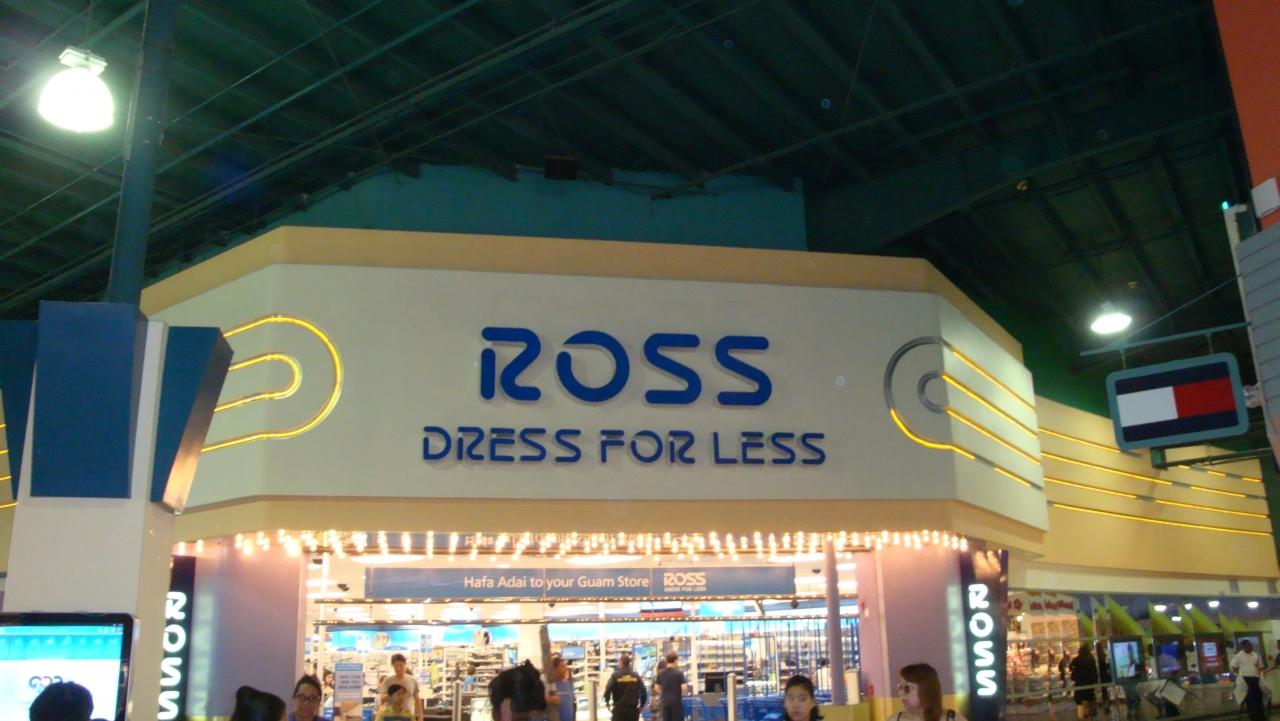 ROSS
DRESS FOR LESS
Hafa Adai to your Guam Store ROSS
DRESS FOR LESS
ROSS
ROSS